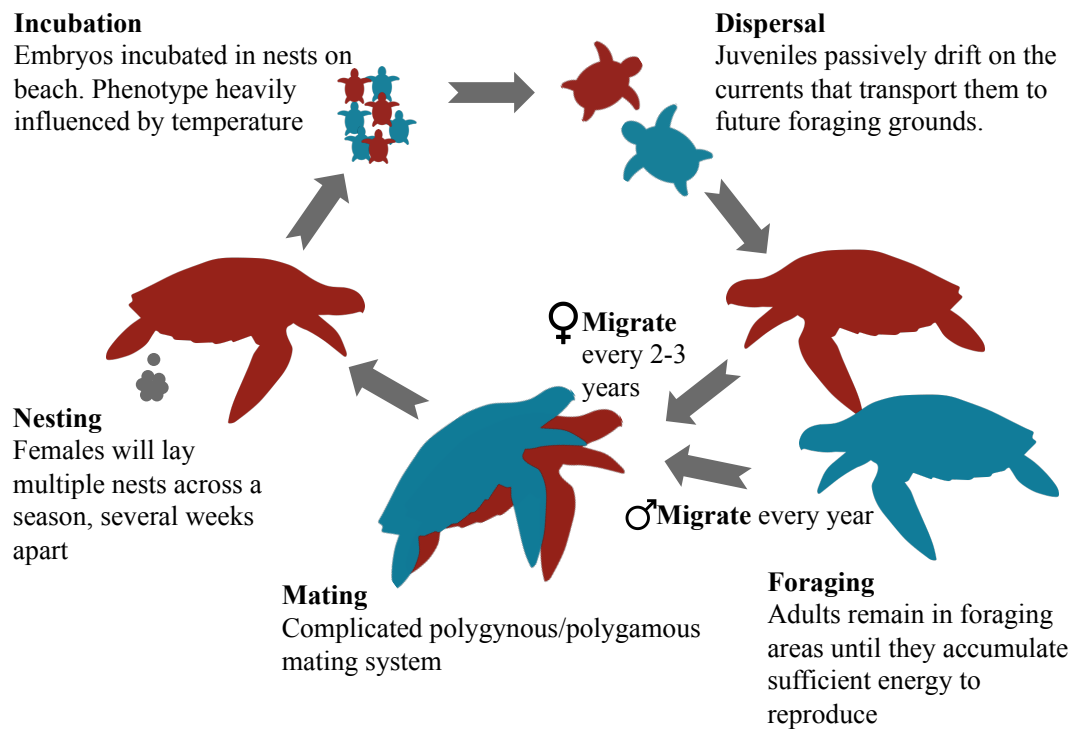 Incubation
Embryos incubated in nests on
beach. Phenotype heavily
influenced by temperature
Dispersal
Juveniles passively drift on the
currents that transport them to
future foraging grounds.
♀Migrate
every 2-3
years
♂Migrate every year
Foraging
Adults remain in foraging
areas until they accumulate
sufficient energy to
reproduce
Mating
Complicated polygynous/polygamous
mating system
Nesting
Females will lay
multiple nests across a
season, several weeks
apart